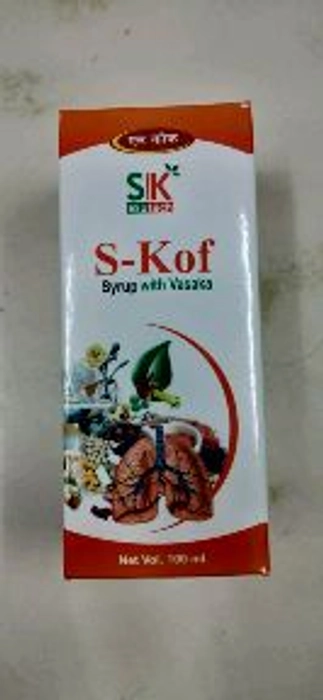 एस कोफ
SK
S-Kof
Syrup with Vasaka
Net Vol. 100 ml